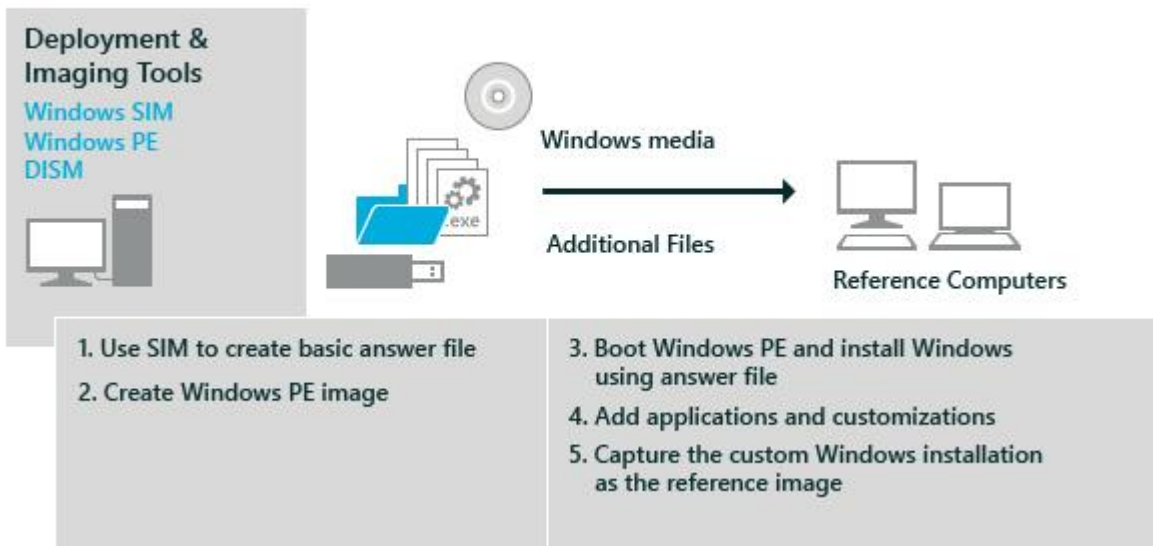 Deployment &
Imaging Tools
Windows SIM
Windows PE
DISM
.exe
Windows media
Additional Files
Reference Computers
1. Use SIM to create basic answer file
2. Create Windows PE image
3. Boot Windows PE and install Windows
using answer file
4. Add applications and customizations
5. Capture the custom Windows installation
as the reference image